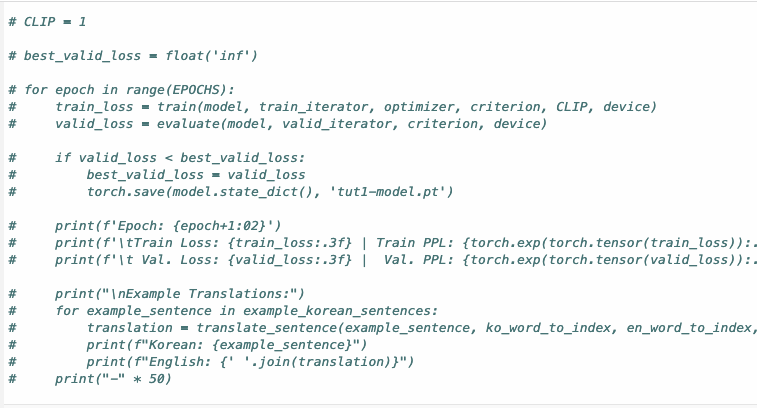 # CLIP = 1
# best_valid_loss = float('inf')
# for epoch in range(EPOCHS):
#     train_loss = train(model, train_iterator, optimizer, criterion, CLIP, device)
#     valid_loss = evaluate(model, valid_iterator, criterion, device)
#     if valid_loss < best_valid_loss:
#         best_valid_loss = valid_loss
#         torch.save(model.state_dict(), 'tut1-model.pt')
#     print(f'Epoch: {epoch+1:02}')
#     print(f'\tTrain Loss: {train_loss:.3f} | Train PPL: {torch.exp(torch.tensor(train_loss)):.
#     print(f'\t Val. Loss: {valid_loss:.3f} |  Val. PPL: {torch.exp(torch.tensor(valid_loss)):.
#     print("\nExample Translations:")
#     for example_sentence in example_korean_sentences:
#         translation = translate_sentence(example_sentence, ko_word_to_index, en_word_to_index,
#         print(f"Korean: {example_sentence}")
#         print(f"English: {' '.join(translation)}")
#     print("-" * 50)